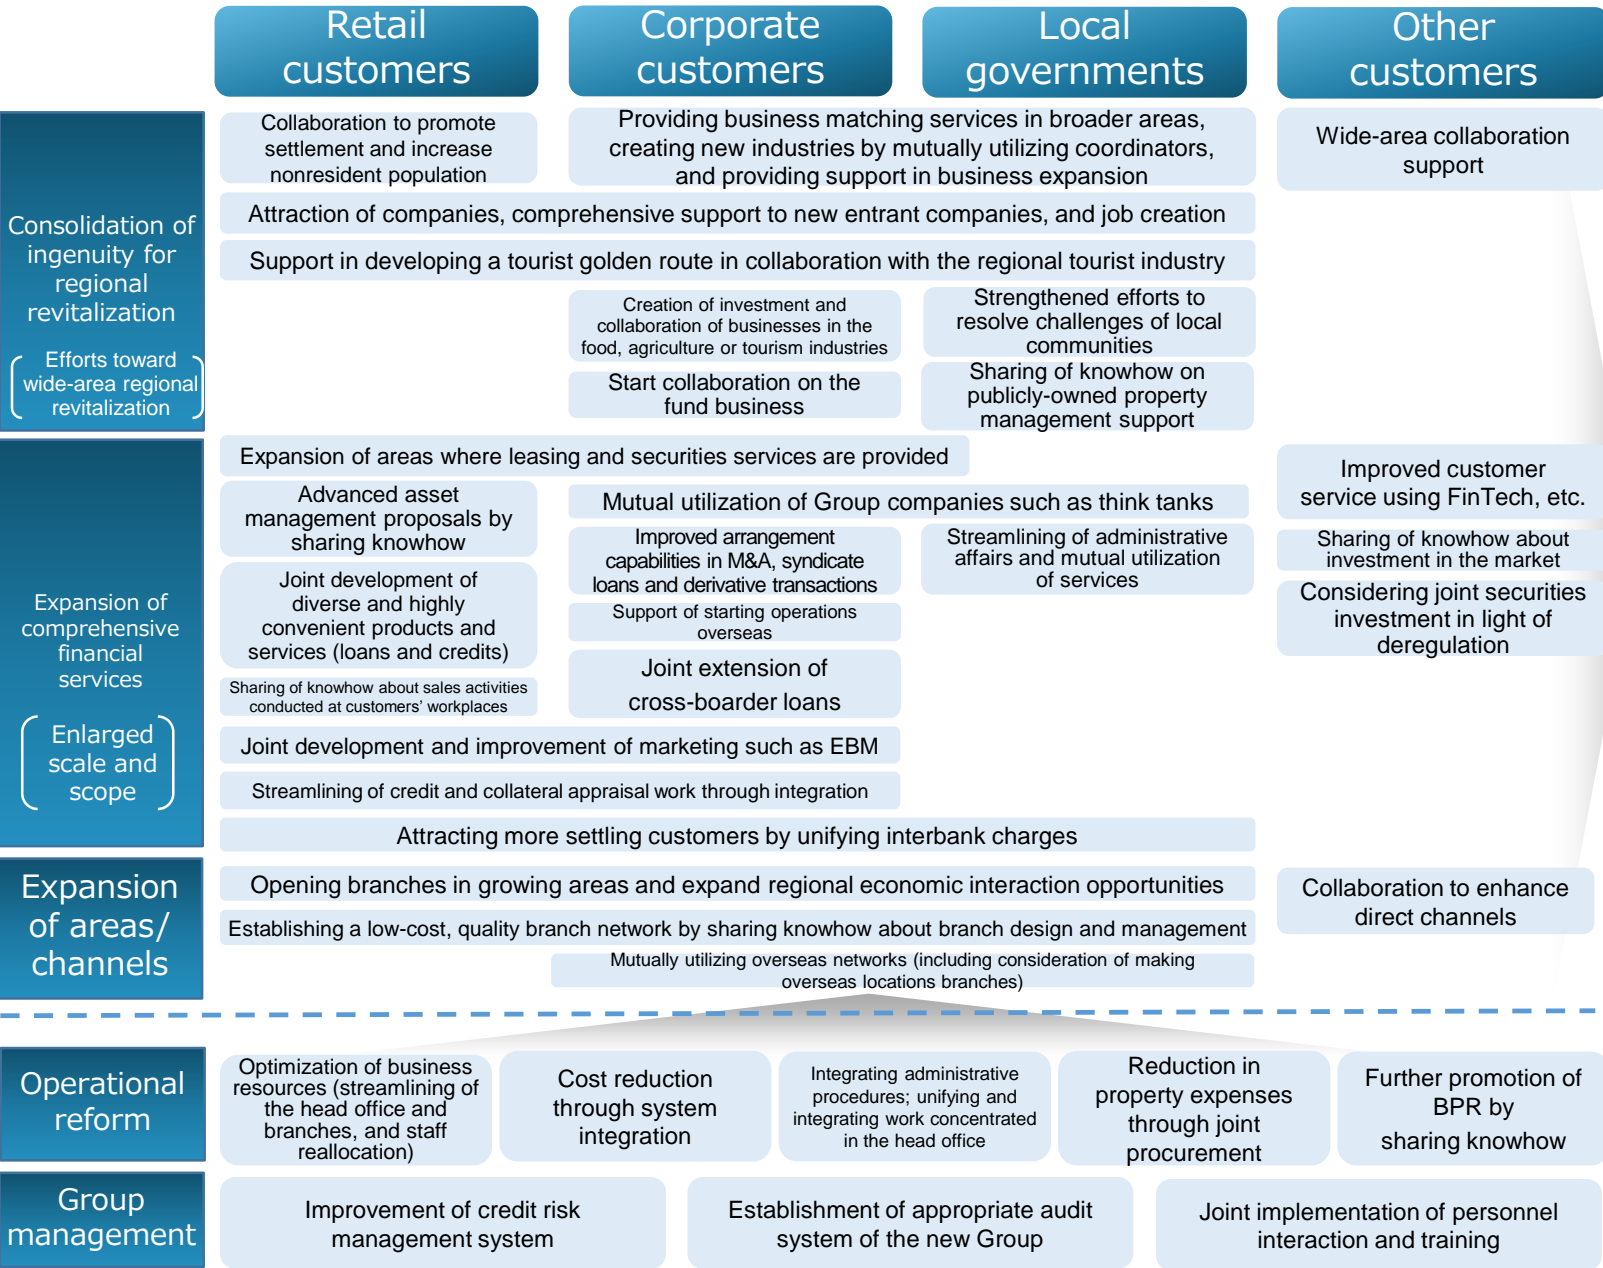 Retail
customers
Corporate
customers
Local
governments
Other
customers
Consolidation of
ingenuity for
regional
revitalization
Efforts toward
wide-area regional
revitalization
Collaboration to promote
settlement and increase
nonresident population
Providing business matching services in broader areas,
creating new industries by mutually utilizing coordinators,
and providing support in business expansion
Wide-area collaboration
support
Attraction of companies, comprehensive support to new entrant companies, and job creation
Support in developing a tourist golden route in collaboration with the regional tourist industry
Creation of investment and
collaboration of businesses in the
food, agriculture or tourism industries
Strengthened efforts to
resolve challenges of local
communities
Start collaboration on the
fund business
Sharing of knowhow on
publicly-owned property
management support
Expansion of
comprehensive
financial
services
Enlarged
scale and
scope
Expansion of areas where leasing and securities services are provided
Improved customer
service using FinTech, etc.
Advanced asset
management proposals by
sharing knowhow
Mutual utilization of Group companies such as think tanks
Improved arrangement
capabilities in M&A, syndicate
loans and derivative transactions
Streamlining of administrative
affairs and mutual utilization
of services
Sharing of knowhow about
investment in the market
Joint development of
diverse and highly
convenient products and
services (loans and credits)
Support of starting operations
overseas
Considering joint securities
investment in light of
deregulation
Sharing of knowhow about sales activities
conducted at customers’ workplaces
Joint extension of
cross-boarder loans
Joint development and improvement of marketing such as EBM
Streamlining of credit and collateral appraisal work through integration
Attracting more settling customers by unifying interbank charges
Expansion
of areas/
channels
Opening branches in growing areas and expand regional economic interaction opportunities
Collaboration to enhance
direct channels
Establishing a low-cost, quality branch network by sharing knowhow about branch design and management
Mutually utilizing overseas networks (including consideration of making
overseas locations branches)
Operational
reform
Optimization of business
resources (streamlining of
the head office and
branches, and staff
reallocation)
Cost reduction
through system
integration
Integrating administrative
procedures; unifying and
integrating work concentrated
in the head office
Reduction in
property expenses
through joint
procurement
Further promotion of
BPR by
sharing knowhow
Group
management
Improvement of credit risk
management system
Establishment of appropriate audit
system of the new Group
Joint implementation of personnel
interaction and training